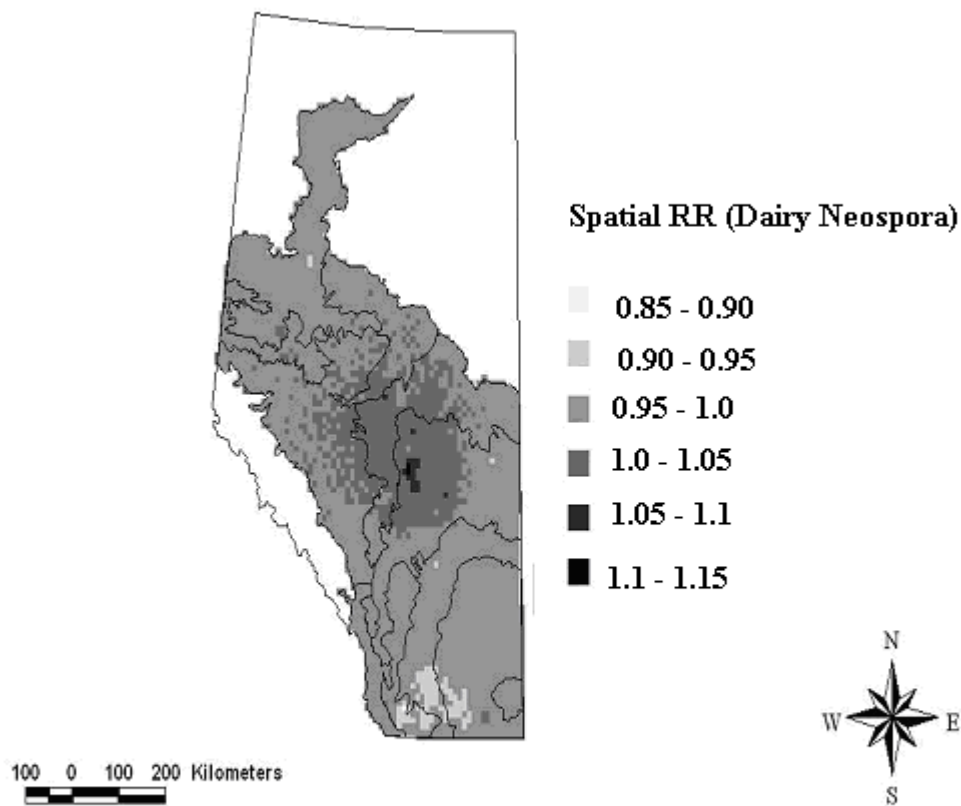 Spatial RR (Dairy Neospora)
0.85 - 0.90
0.90 - 0.95
0.95 - 1.0
1.0 - 1.05
1.05 - 1.1
1.1 - 1.15
N
W E
S
100 0 100 200 Kilometers